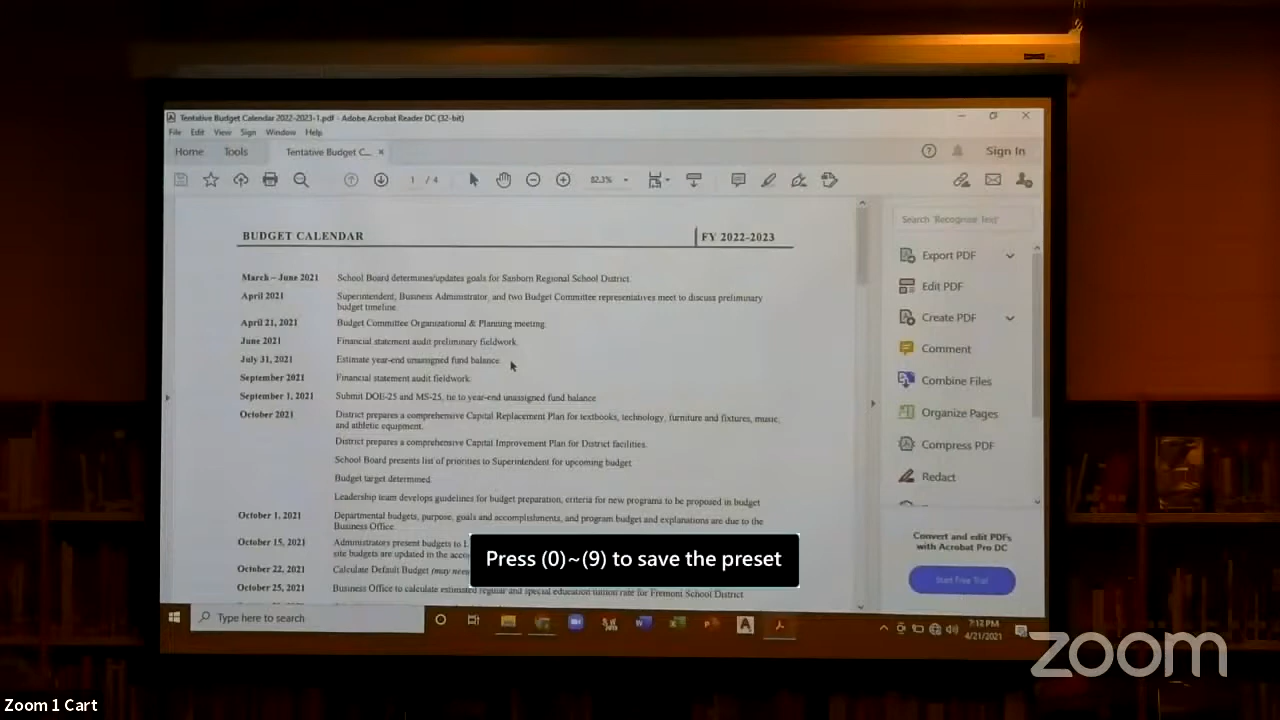 Tentative Budget Calendar 2022-2023-1.pdf - Adobe Acrobat Reader DC (32-bit)
File Edit View Sign Window Help
Home Tools Tentative Budget C... × Sign In
1 / 4 82.3%
BUDGET CALENDAR FY 2022-2023
March – June 2021 School Board determines/updates goals for Sanborn Regional School District.
April 2021 Superintendent, Business Administrator, and two Budget Committee representatives meet to discuss preliminary
budget timeline.
April 21, 2021 Budget Committee Organizational & Planning meeting.
June 2021 Financial statement audit preliminary fieldwork.
July 31, 2021 Estimate year-end unassigned fund balance.
September 2021 Financial statement audit fieldwork.
September 1, 2021 Submit DOE-25 and MS-25, tie to year-end unassigned fund balance
October 2021 District prepares a comprehensive Capital Replacement Plan for textbooks, technology, furniture and fixtures, music,
and athletic equipment.
District prepares a comprehensive Capital Improvement Plan for District facilities.
School Board presents list of priorities to Superintendent for upcoming budget
Budget target determined
Leadership team develops guidelines for budget preparation, criteria for new programs to be proposed in budget
October 1, 2021 Departmental budgets, purpose, goals and accomplishments, and program budget and explanations are due to the
Business Office
October 15, 2021 Administrators present budgets to
site budgets are updated in the
October 22, 2021 Calculate Default Budget (may
October 25, 2021 Business Office to calculate estimated regular and special education tuition rate for Fremont School District
Search 'Recognize Text'
Export PDF
Edit PDF
Create PDF
Comment
Combine Files
Organize Pages
Compress PDF
Redact
Convert and edit PDFs
with Acrobat Pro DC
Start Free Trial
Press (0)~(9) to save the preset
Type here to search
7:13 PM
4/21/2021
zoom
Zoom 1 Cart